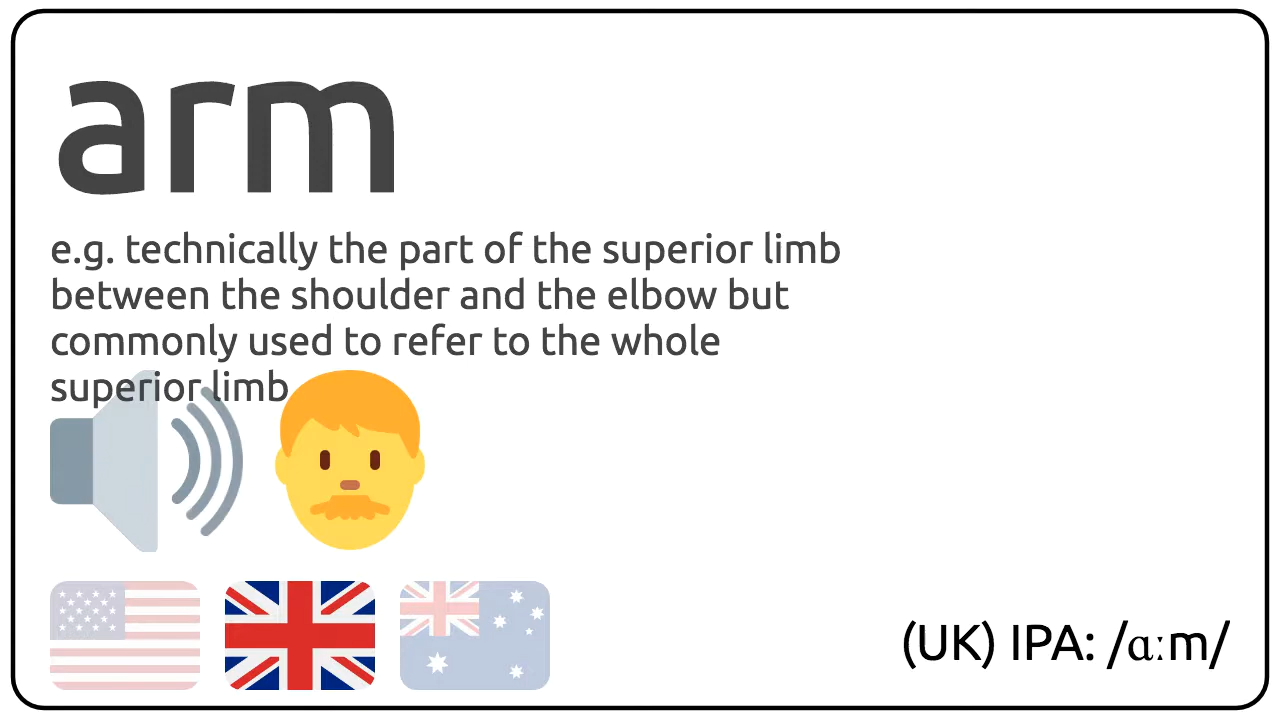 arm
e.g. technically the part of the superior limb
between the shoulder and the elbow but
commonly used to refer to the whole
superior limb
(UK) IPA: /ɑːm/